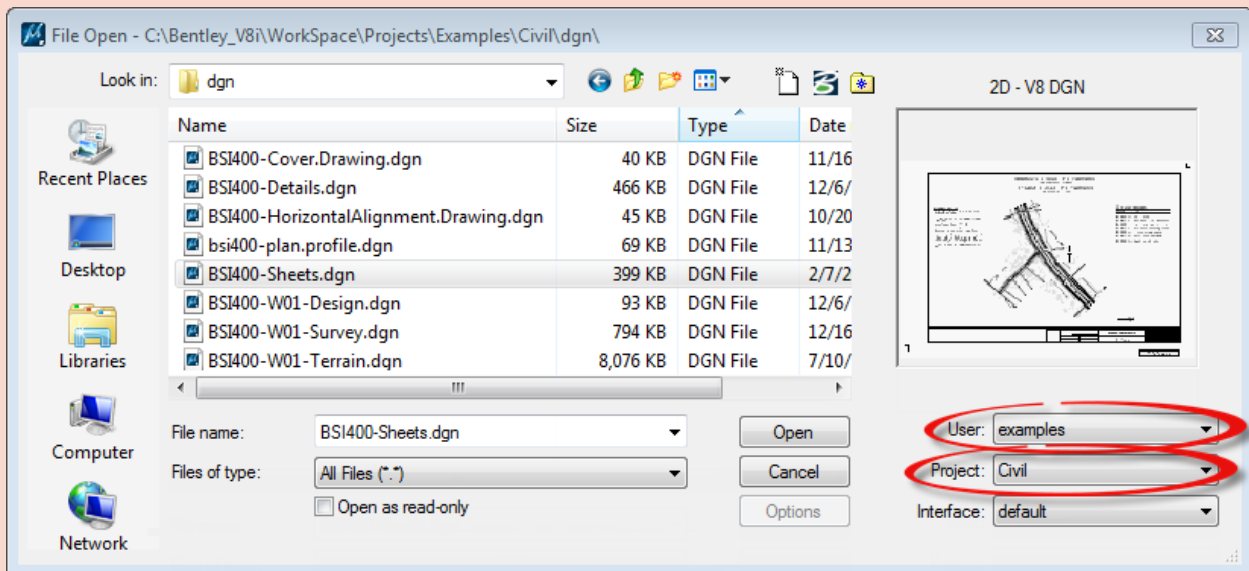 File Open - C:\Bentley_V8i\WorkSpace\Projects\Examples\Civil\dgn\
Look in: dgn
2D - V8 DGN
Name Size Type Date
BSI400-Cover.Drawing.dgn 40 KB DGN File 11/16
BSI400-Details.dgn 466 KB DGN File 12/6/
BSI400-HorizontalAlignment.Drawing.dgn 45 KB DGN File 10/20
bsi400-plan.profile.dgn 69 KB DGN File 11/13
BSI400-Sheets.dgn 399 KB DGN File 2/7/2
BSI400-W01-Design.dgn 93 KB DGN File 12/6/
BSI400-W01-Survey.dgn 794 KB DGN File 12/16
BSI400-W01-Terrain.dgn 8,076 KB DGN File 7/10/
Recent Places
Desktop
Libraries
Computer
Network
File name: BSI400-Sheets.dgn Open
Files of type: All Files (*.*) Cancel
Open as read-only Options
User: examples
Project: Civil
Interface: default